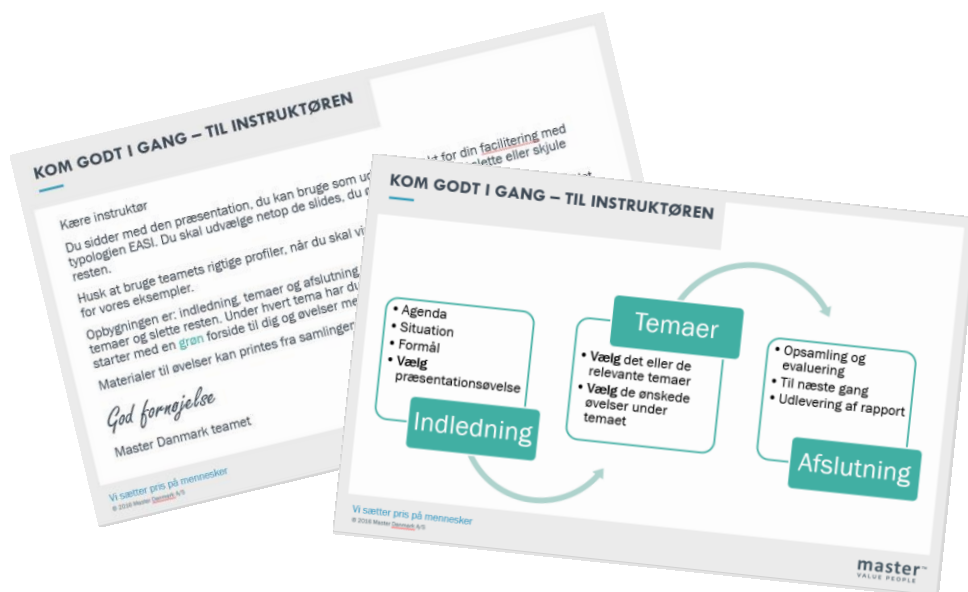 KOM GODT I GANG – TIL INSTRUKTØREN
Kære instruktør
Du sidder med den præsentation, du kan bruge som ud kt for din facilitering med
typologien EASI. Du skal udvælge netop de slides, du ø slette eller skjule
resten.
Husk at bruge teamets rigtige profiler, når du skal vi
for vores eksempler.
Opbygningen er: indledning, temaer og afslutning
temaer og slette resten. Under hvert tema har du
starter med en grøn forside til dig og øvelser me
Materialer til øvelser kan printes fra samlingen
God fornøjelse
Master Danmark teamet
Vi sætter pris på mennesker
© 2016 Master Danmark A/S
KOM GODT I GANG – TIL INSTRUKTØREN
• Agenda
• Situation
• Formål
• Vælg
præsentationsøvelse
Indledning
Temaer
• Vælg det eller de
relevante temaer
• Vælg de ønskede
øvelser under
temaet
• Opsamling og
evaluering
• Til næste gang
• Udlevering af rapport
Afslutning
Vi sætter pris på mennesker
© 2016 Master Danmark A/S
master™
VALUE PEOPLE